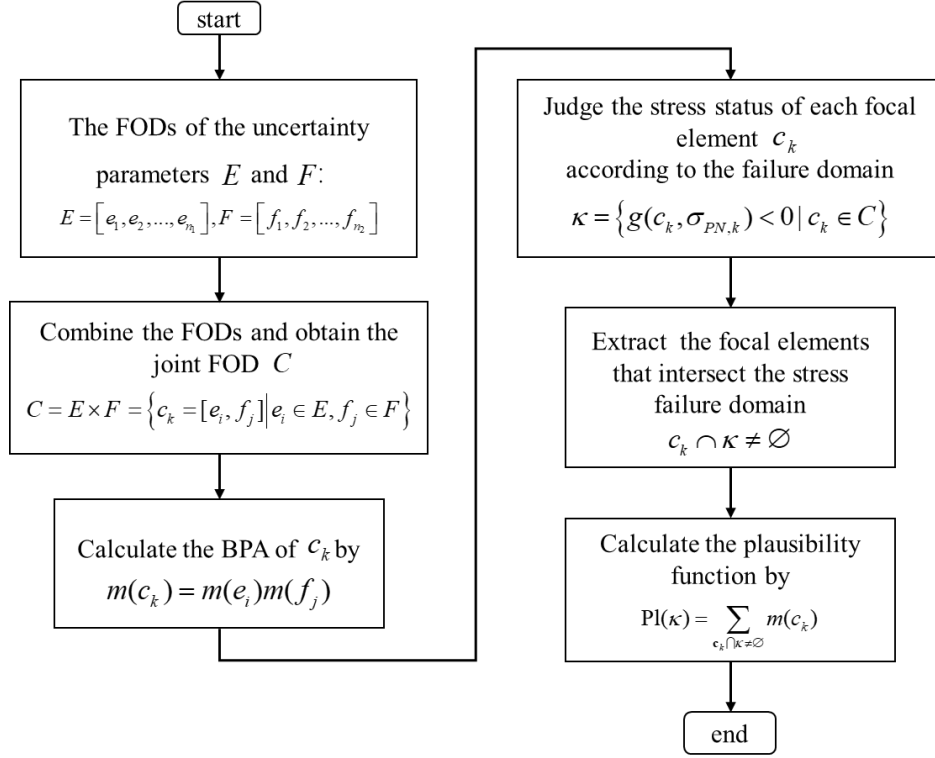 start
The FODs of the uncertainty
parameters E and F:
E = [e₁, e₂, ..., eₙ₁], F = [f₁, f₂, ..., fₙ₂]
Combine the FODs and obtain the
joint FOD C
C = E × F = {cₖ = [eᵢ, fⱼ] | eᵢ ∈ E, fⱼ ∈ F}
Calculate the BPA of cₖ by
m(cₖ) = m(eᵢ)m(fⱼ)
Judge the stress status of each focal
element cₖ
according to the failure domain
κ = {g(cₖ, σ_{PN,k}) < 0 | cₖ ∈ C}
Extract the focal elements
that intersect the stress
failure domain
cₖ ∩ κ ≠ ∅
Calculate the plausibility
function by
Pl(κ) = ∑ m(cₖ)
cₖ∩κ≠∅
end